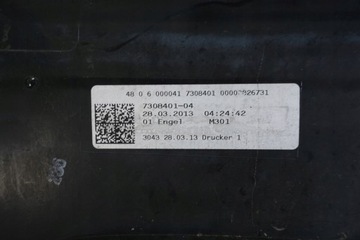 48 0 6 000041 7308401 0000
7308401-04
28.03.2013 04:24:42
01 Engel M301
3043 28.03.13 Drucker 1